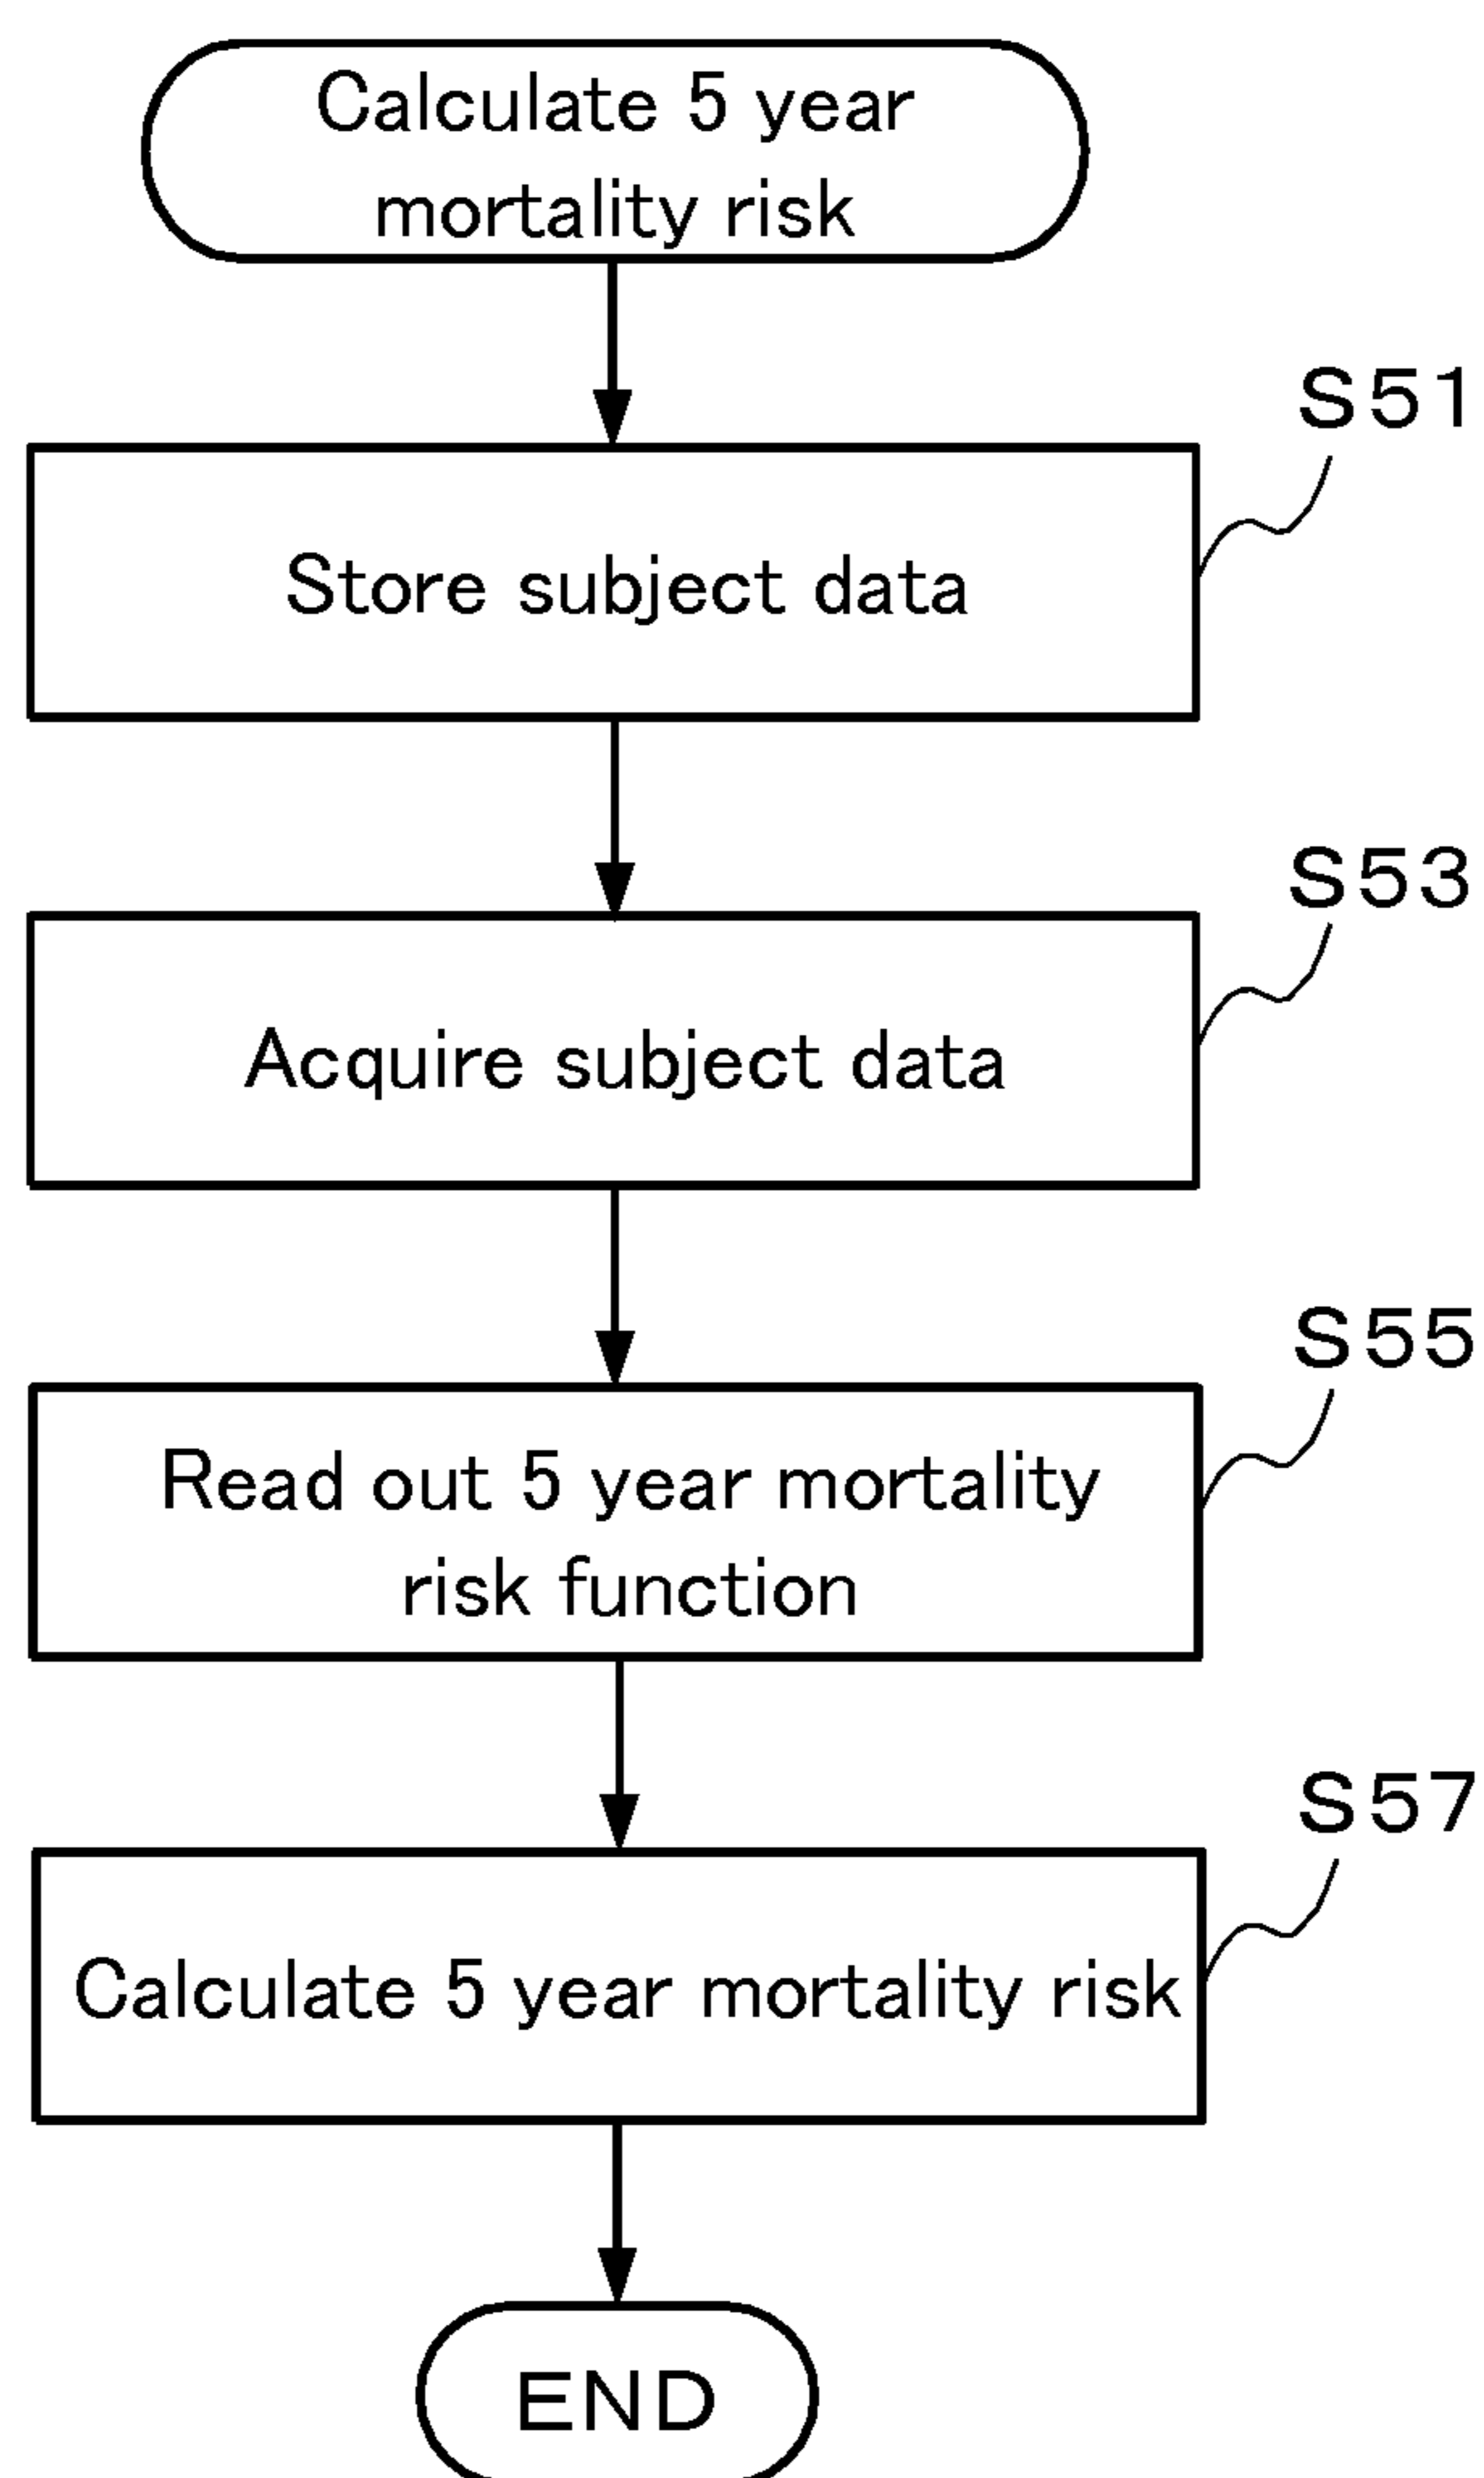 Calculate 5 year
mortality risk
S51
Store subject data
S53
Acquire subject data
S55
Read out 5 year mortality
risk function
S57
Calculate 5 year mortality risk
END